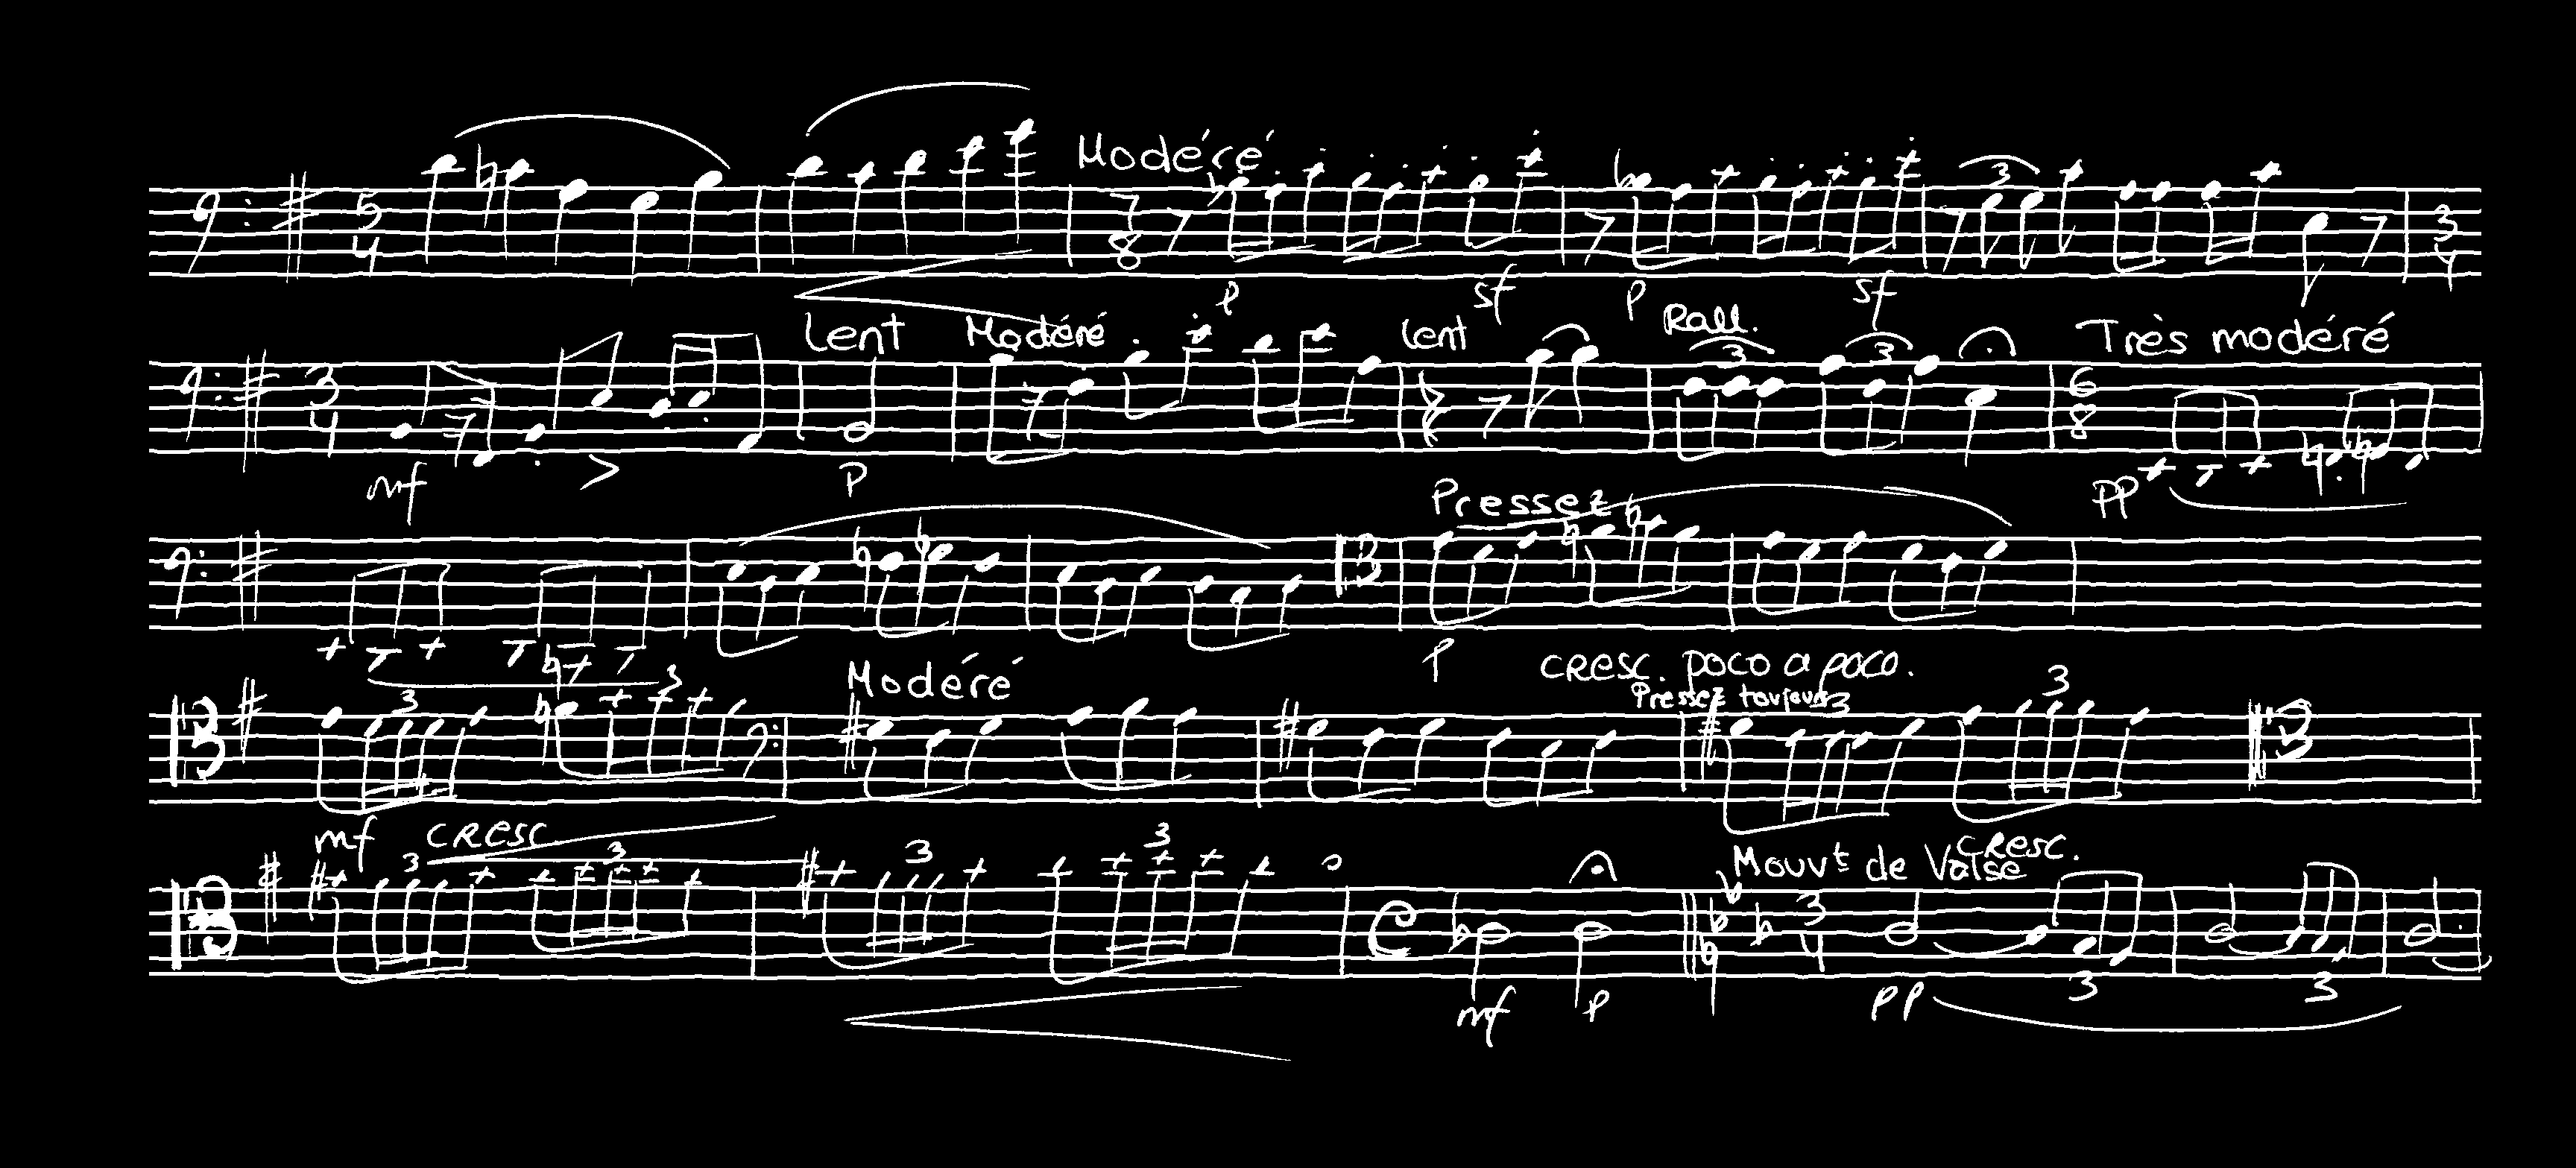 Modéré
p sf p sf
Lent Modéré Lent Rall. Très modéré
mf p pp
Pressez
p cresc. poco a poco.
Modéré Pressez toujours
mf cresc. cresc.
Mouvt de Valse
mf p pp